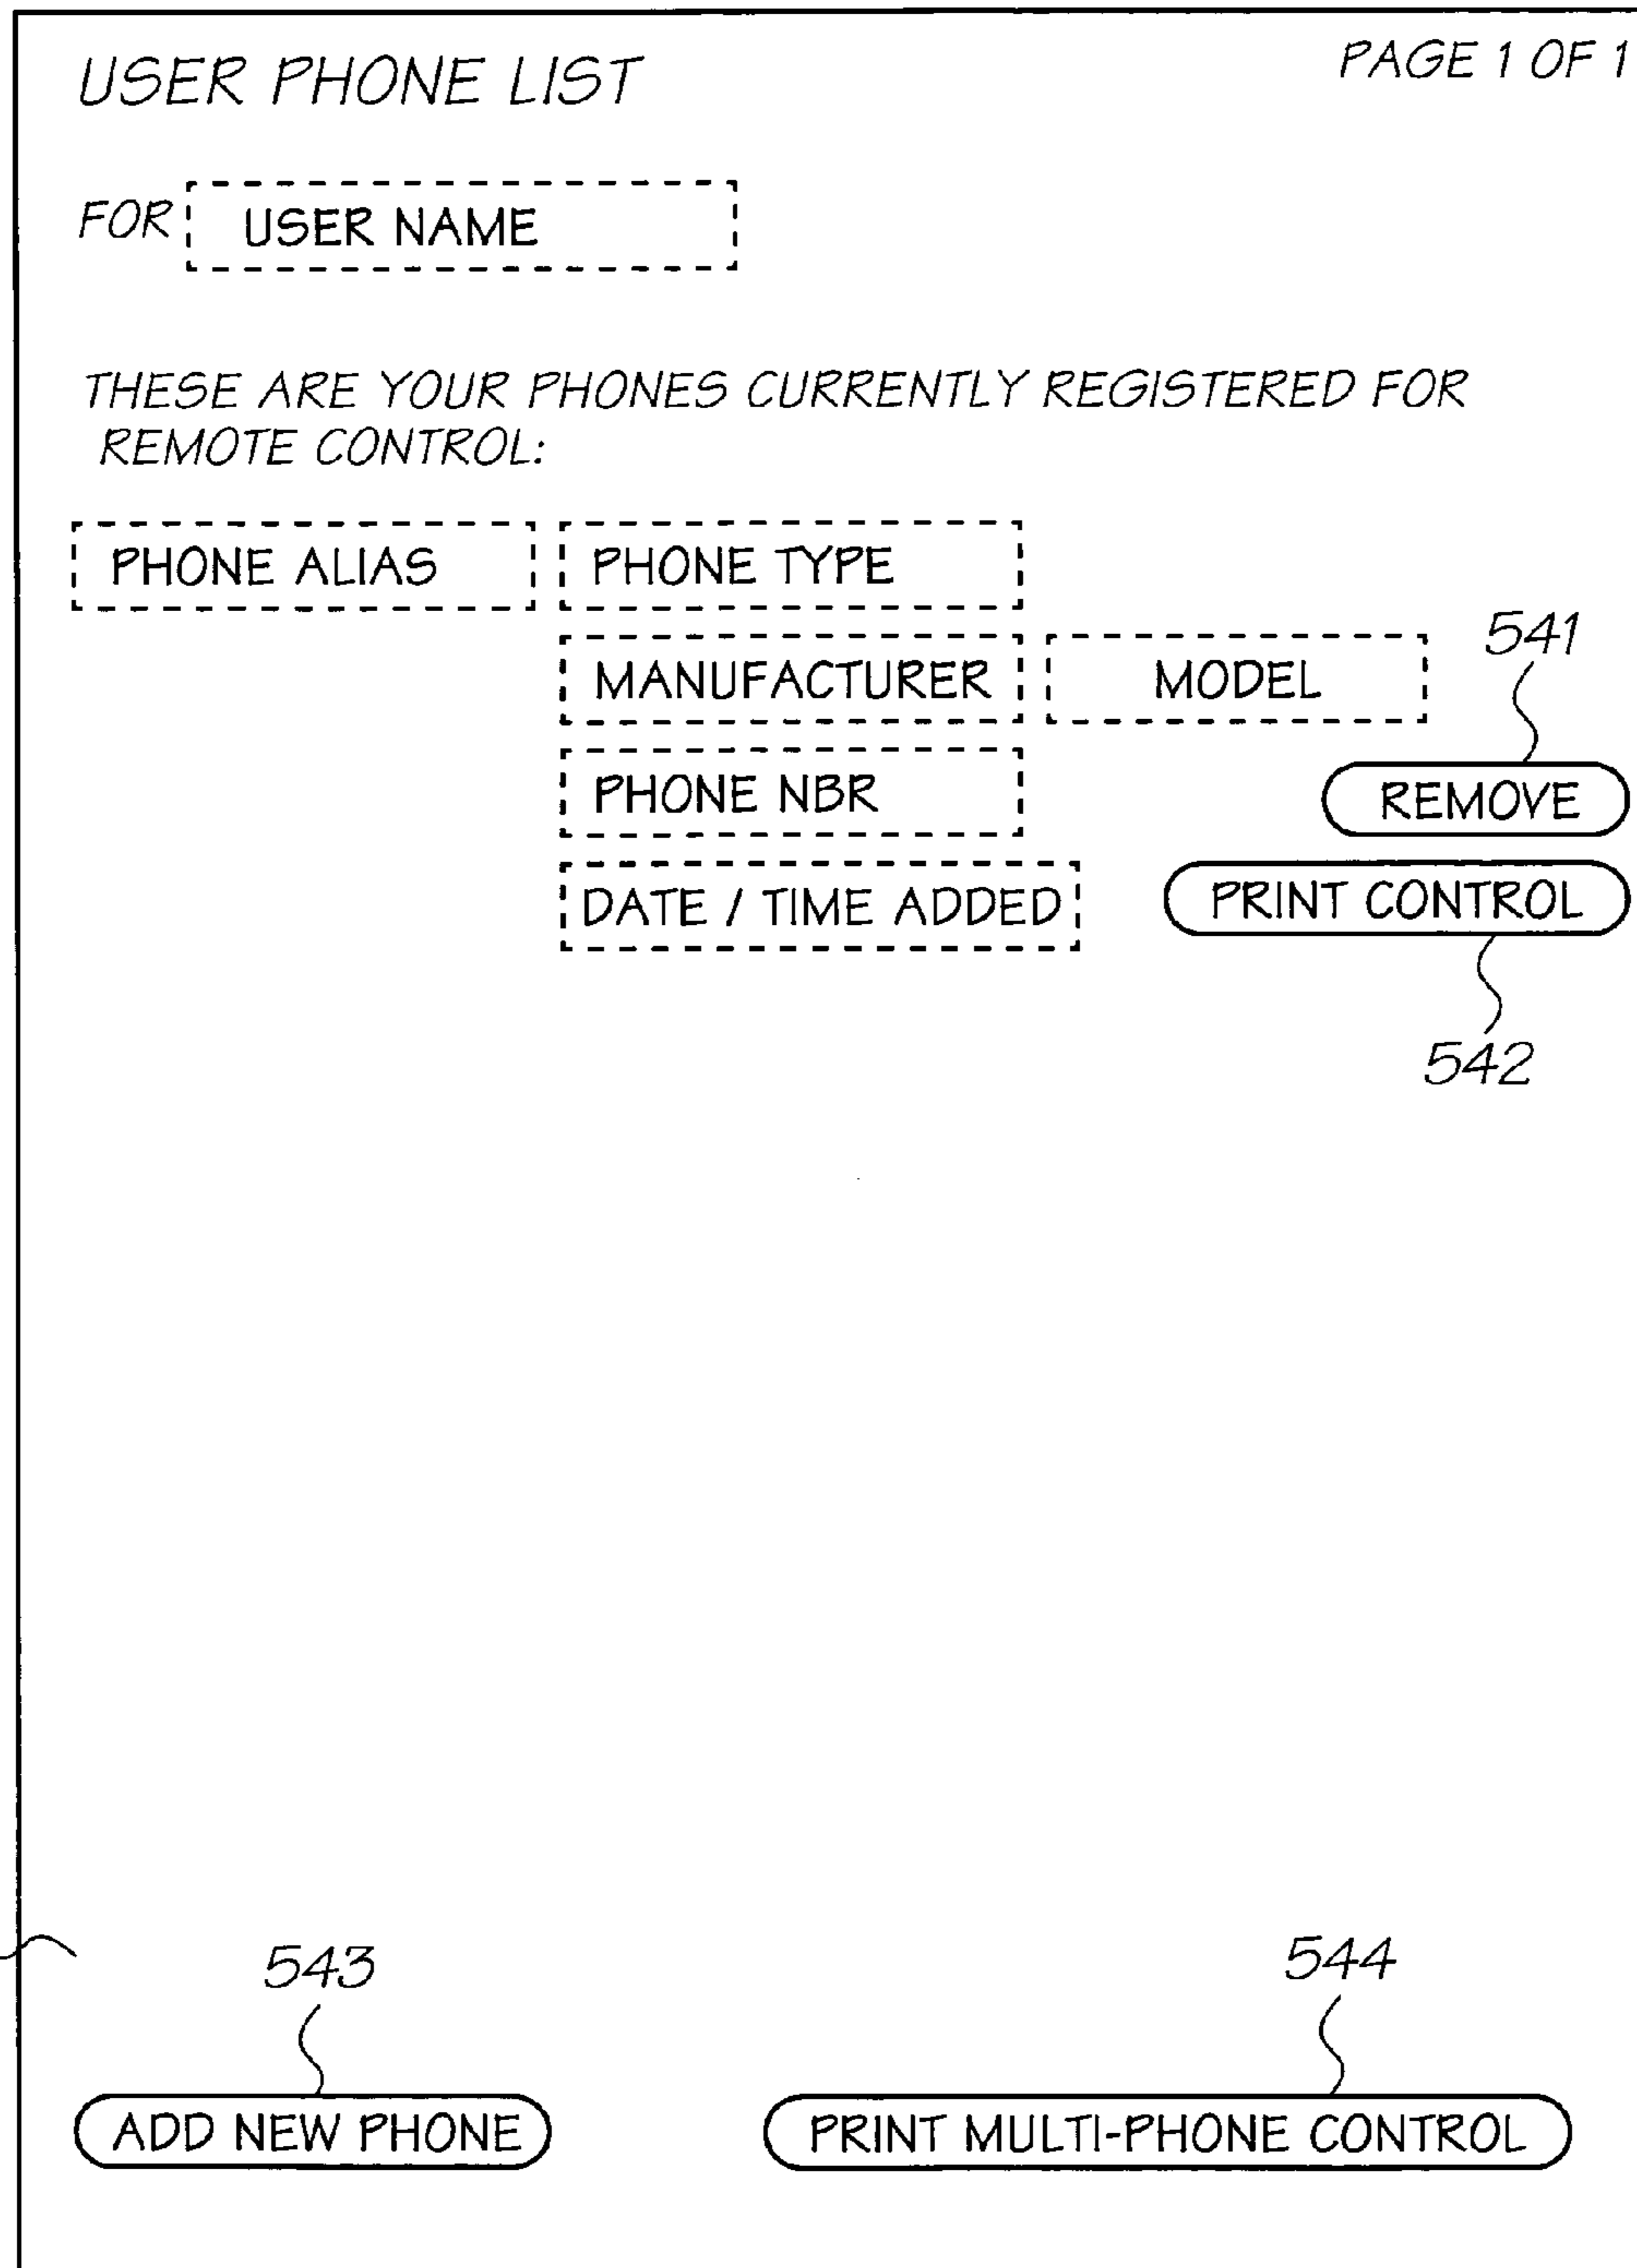 USER PHONE LIST
PAGE 1 OF 1
FOR USER NAME
THESE ARE YOUR PHONES CURRENTLY REGISTERED FOR
REMOTE CONTROL:
PHONE ALIAS PHONE TYPE
541
MANUFACTURER MODEL
PHONE NBR REMOVE
DATE / TIME ADDED PRINT CONTROL
542
543 544
ADD NEW PHONE PRINT MULTI-PHONE CONTROL